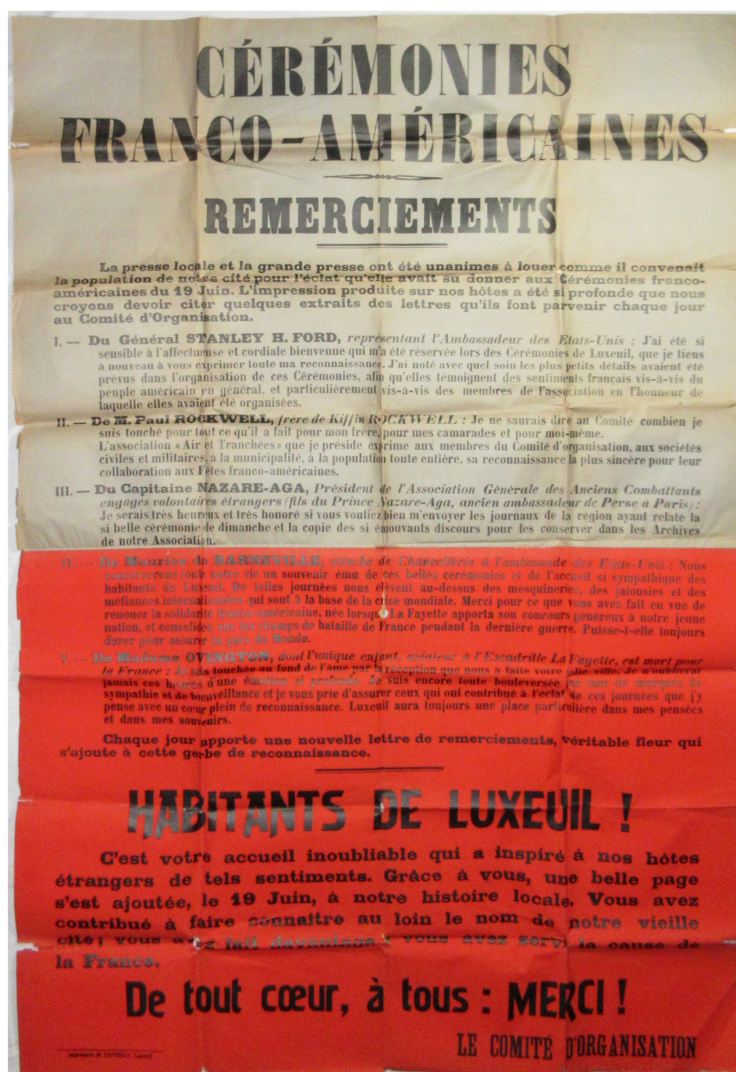 CÉRÉMONIES
FRANCO-AMÉRICAINES
REMERCIEMENTS
La presse locale et la grande presse ont été unanimes à louer comme il convenait
la population de notre cité pour l'éclat qu'elle avait su donner aux Cérémonies franco-
américaines du 19 Juin. L'impression produite sur nos hôtes a été si profonde que nous
croyons devoir citer quelques extraits des lettres qu'ils font parvenir chaque jour
au Comité d'Organisation.
I. — Du Général STANLEY H. FORD, représentant l'Ambassadeur des Etats-Unis : J'ai été si
sensible à l'affectueuse et cordiale bienvenue qui m'a été réservée lors des Cérémonies de Luxeuil, que je tiens
à nouveau à vous exprimer toute ma reconnaissance. J'ai noté avec quel soin les plus petits détails avaient été
prévus dans l'organisation de ces Cérémonies, afin qu'elles témoignent des sentiments français vis-à-vis du
peuple américain en général, et particulièrement vis-à-vis des membres de l'association en l'honneur de
laquelle elles avaient été organisées.
II. — De M. Paul ROCKWELL, frère de Kiffin ROCKWELL : Je ne saurais dire au Comité combien je
suis touché pour tout ce qu'il a fait pour mon frère, pour mes camarades et pour moi-même.
L'association « Air et Tranchées » que je préside exprime aux membres du Comité d'organisation, aux sociétés
civiles et militaires, à la municipalité, à la population toute entière, sa reconnaissance la plus sincère pour leur
collaboration aux Fêtes franco-américaines.
III. — Du Capitaine NAZARE-AGA, Président de l'Association Générale des Anciens Combattants
engagés volontaires étrangers (fils du Prince Nazare-Aga, ancien ambassadeur de Perse à Paris) :
Je serais très heureux et très honoré si vous vouliez bien m'envoyer les journaux de la région ayant relaté la
si belle cérémonie de dimanche et la copie des si émouvants discours pour les conserver dans les Archives
de notre Association.
IV. — De Maurice de BARNEVILLE, attaché de Chancellerie à l'ambassade des Etats-Unis : Nous
conserverons toute notre vie un souvenir ému de ces belles cérémonies et de l'accueil si sympathique des
habitants de Luxeuil. De telles journées nous élèvent au-dessus des mesquineries, des jalousies et des
méfiances internationales qui sont à la base de la crise mondiale. Merci pour ce que vous avez fait en vue de
renouer la solidarité franco-américaine, née lorsque La Fayette apporta son concours généreux à notre jeune
nation, et consolidée sur les champs de bataille de France pendant la dernière guerre. Puisse-t-elle toujours
durer pour assurer la paix du Monde.
V. — De Madame OVINGTON, dont l'unique enfant, aviateur à l'Escadrille La Fayette, est mort pour
la France : Je suis touchée au fond de l'âme par la réception que nous a faite votre jolie ville. Je n'oublierai
jamais ces heures d'une émotion si profonde. Je suis encore toute bouleversée par tant de marques de
sympathie et de bienveillance et je vous prie d'assurer ceux qui ont contribué à l'éclat de ces journées que j'y
pense avec un cœur plein de reconnaissance. Luxeuil aura toujours une place particulière dans mes pensées
et dans mes souvenirs.
Chaque jour apporte une nouvelle lettre de remerciements, véritable fleur qui
s'ajoute à cette gerbe de reconnaissance.
HABITANTS DE LUXEUIL !
C'est votre accueil inoubliable qui a inspiré à nos hôtes
étrangers de tels sentiments. Grâce à vous, une belle page
s'est ajoutée, le 19 Juin, à notre histoire locale. Vous avez
contribué à faire connaître au loin le nom de notre vieille
cité ; vous avez fait davantage : vous avez servi la cause de
la France.
De tout cœur, à tous : MERCI !
LE COMITÉ D'ORGANISATION
Imprimerie